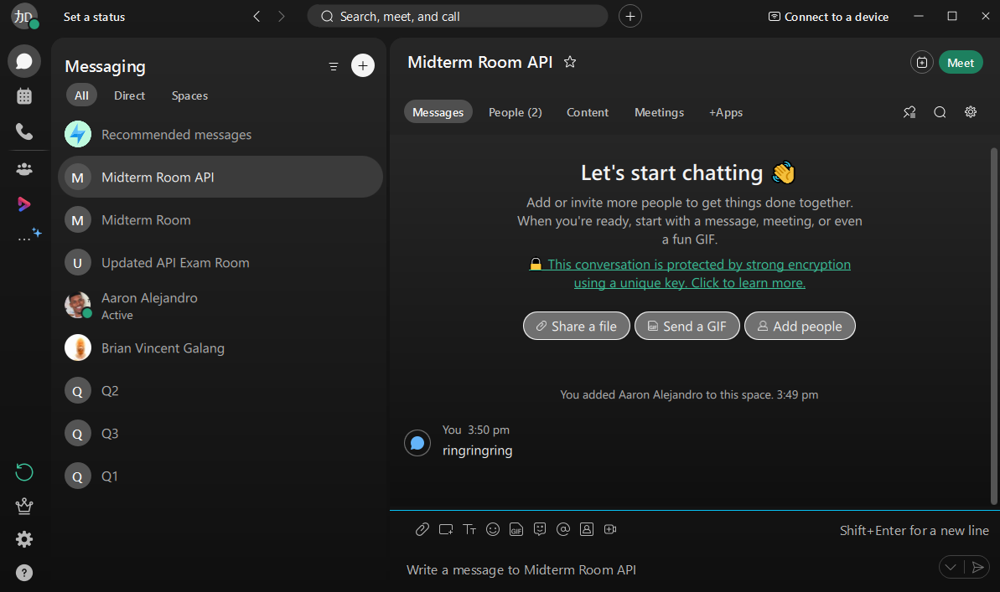 加D
Set a status
Search, meet, and call
Connect to a device
Messaging
All
Direct
Spaces
Recommended messages
M
Midterm Room API
M
Midterm Room
U
Updated API Exam Room
Aaron Alejandro
Active
Brian Vincent Galang
Q
Q2
Q
Q3
Q
Q1
Midterm Room API
Meet
Messages
People (2)
Content
Meetings
+Apps
Let's start chatting
Add or invite more people to get things done together.
When you're ready, start with a message, meeting, or even
a fun GIF.
This conversation is protected by strong encryption
using a unique key. Click to learn more.
Share a file
GIF
Send a GIF
Add people
You added Aaron Alejandro to this space. 3:49 pm
You 3:50 pm
ringringring
TT
GIF
@
Shift+Enter for a new line
Write a message to Midterm Room API
?